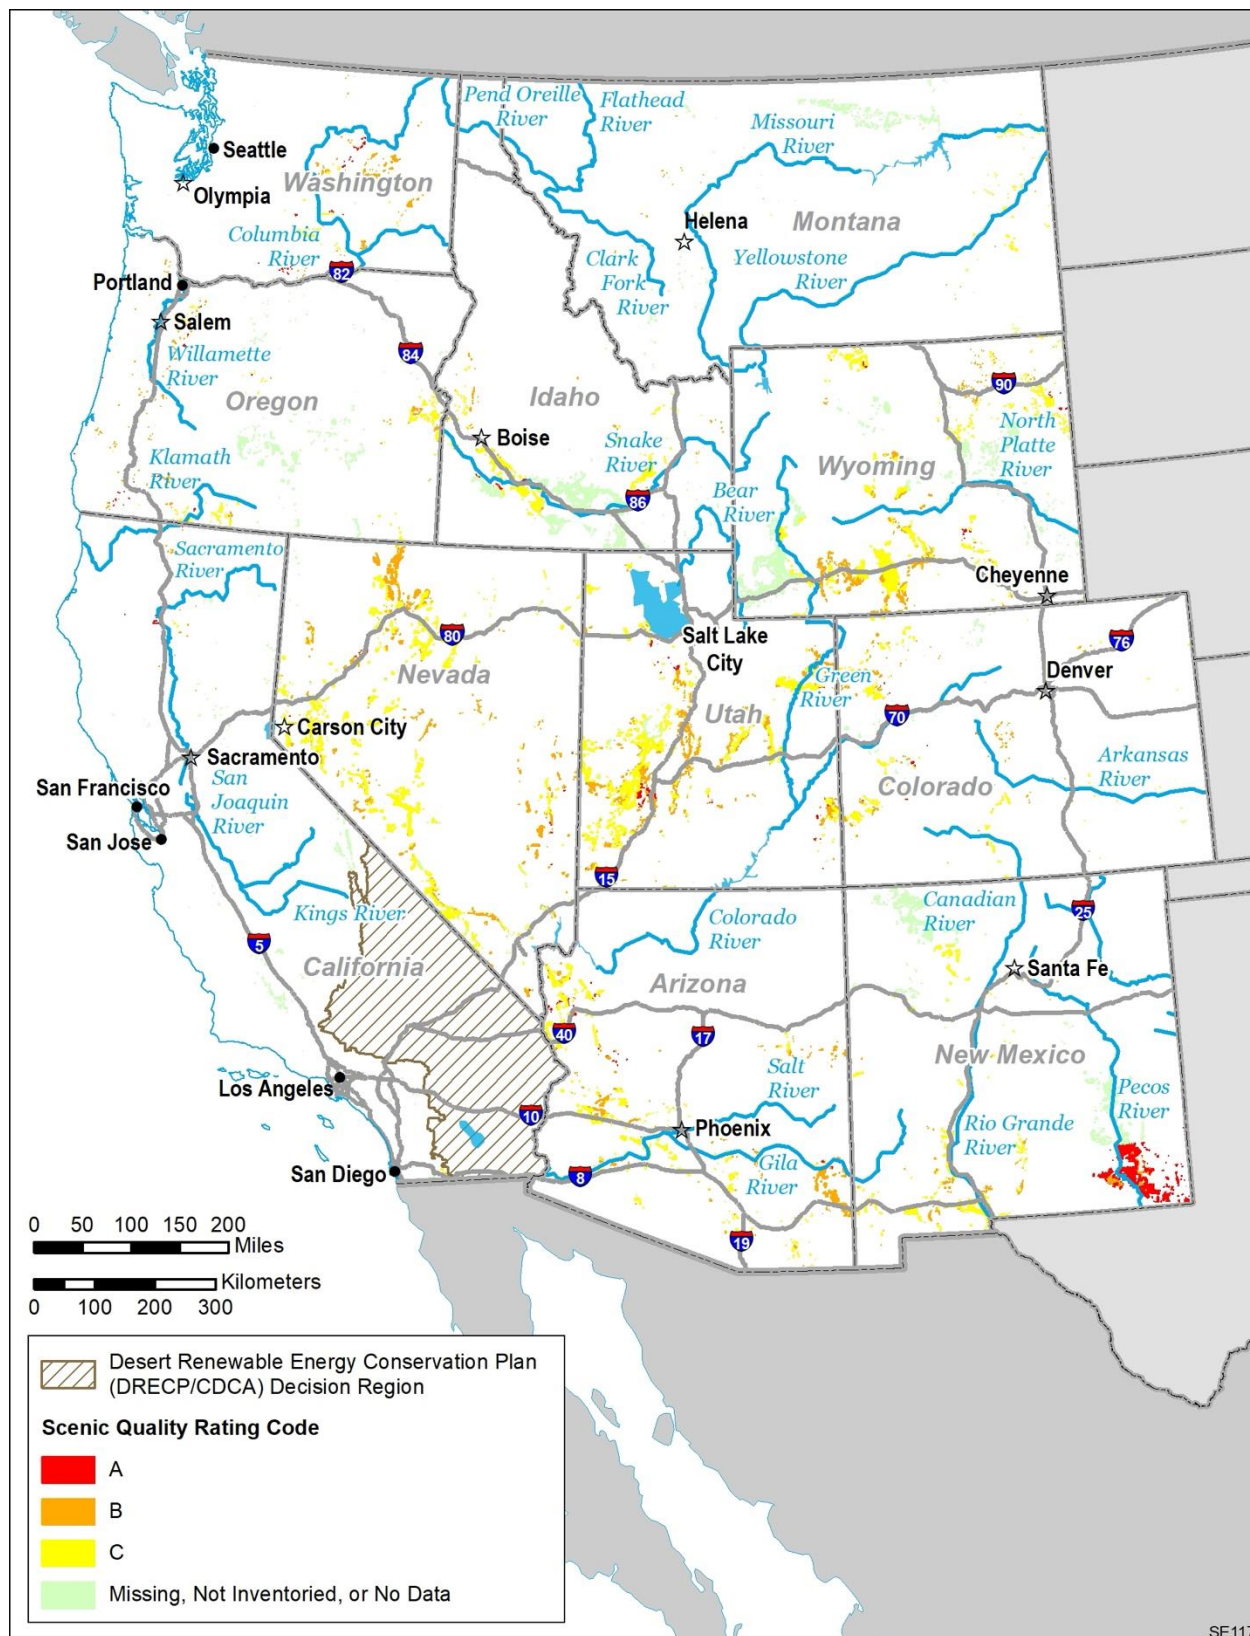 Pend Oreille
River
Flathead
River
Missouri
River
Seattle
Washington
Olympia
Helena
Montana
Columbia
River
Clark
Fork
River
Yellowstone
River
82
Portland
Salem
Willamette
River
84
90
Oregon
Idaho
North
Platte
River
Boise
Snake
River
Wyoming
Klamath
River
86
Bear
River
Sacramento
River
Cheyenne
80
Salt Lake
City
76
Nevada
Denver
Green
River
Utah
70
Carson City
Sacramento
Arkansas
River
San
Joaquin
River
San Francisco
Colorado
San Jose
15
Kings River
Colorado
River
Canadian
River
25
5
California
Arizona
Santa Fe
40
17
New Mexico
Salt
River
Los Angeles
Pecos
River
10
Phoenix
Rio Grande
River
San Diego
8
Gila
River
19
0 50 100 150 200
Miles
Kilometers
0 100 200 300
Desert Renewable Energy Conservation Plan
(DRECP/CDCA) Decision Region
Scenic Quality Rating Code
A
B
C
Missing, Not Inventoried, or No Data
SE117